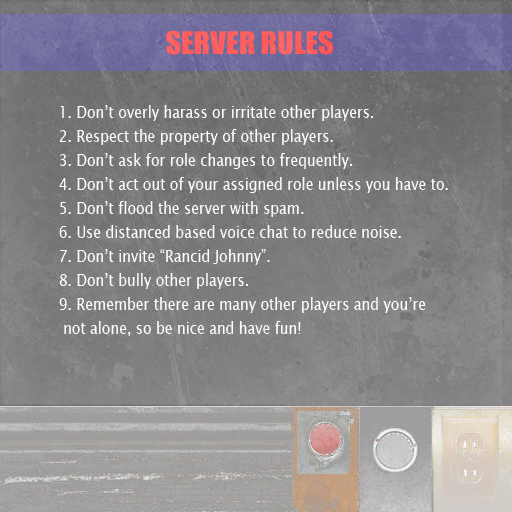 SERVER RULES
1. Don’t overly harass or irritate other players.
2. Respect the property of other players.
3. Don’t ask for role changes to frequently.
4. Don’t act out of your assigned role unless you have to.
5. Don’t flood the server with spam.
6. Use distanced based voice chat to reduce noise.
7. Don’t invite “Rancid Johnny”.
8. Don’t bully other players.
9. Remember there are many other players and you’re
not alone, so be nice and have fun!